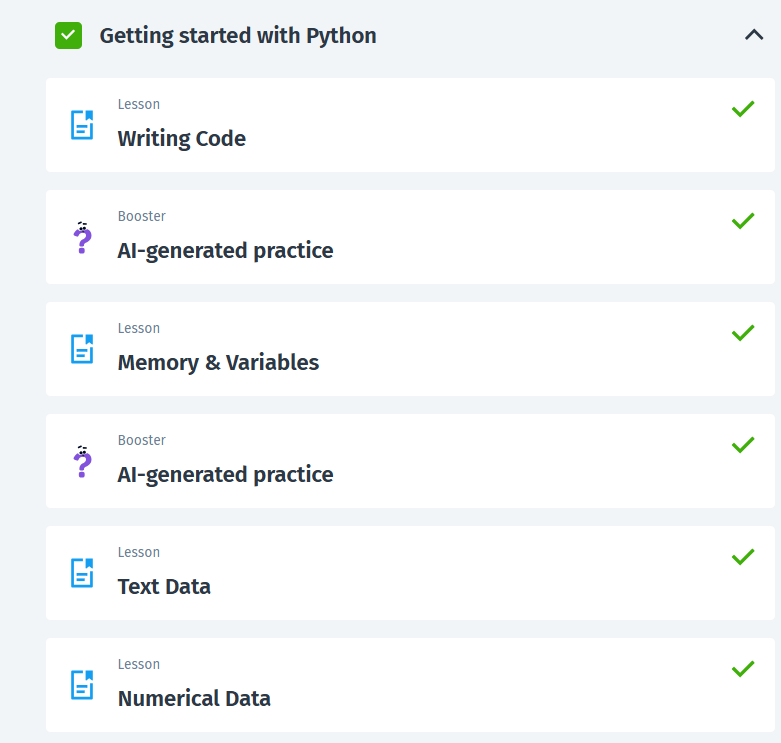 Getting started with Python
Lesson
Writing Code
Booster
AI-generated practice
Lesson
Memory & Variables
Booster
AI-generated practice
Lesson
Text Data
Lesson
Numerical Data